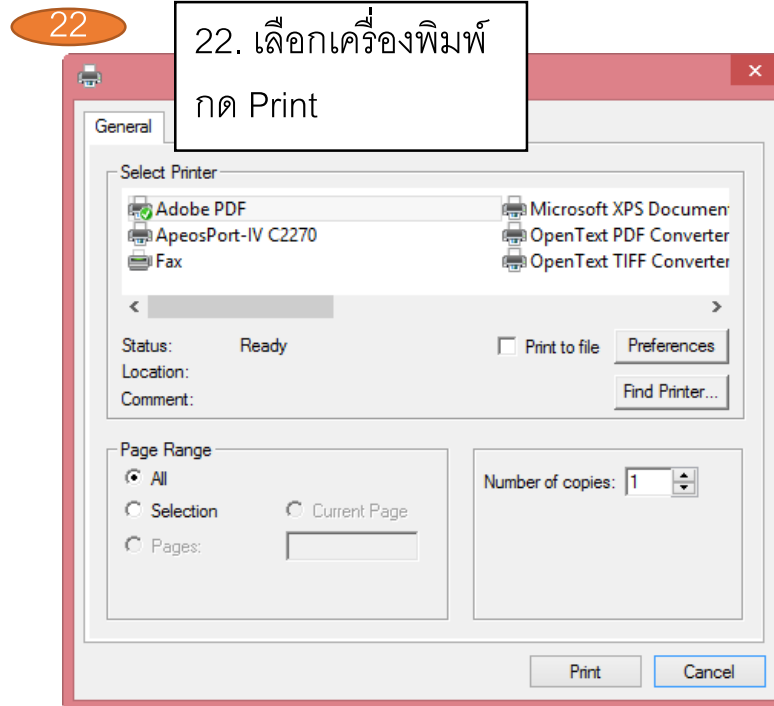 22
22. เลือกเครื่องพิมพ์
กด Print
General
Select Printer
Adobe PDF
Microsoft XPS Documen
ApeosPort-IV C2270
OpenText PDF Converter
Fax
OpenText TIFF Converter
Status: Ready
Print to file
Preferences
Location:
Comment:
Find Printer...
Page Range
All
Number of copies: 1
Selection
Current Page
Pages:
Print
Cancel